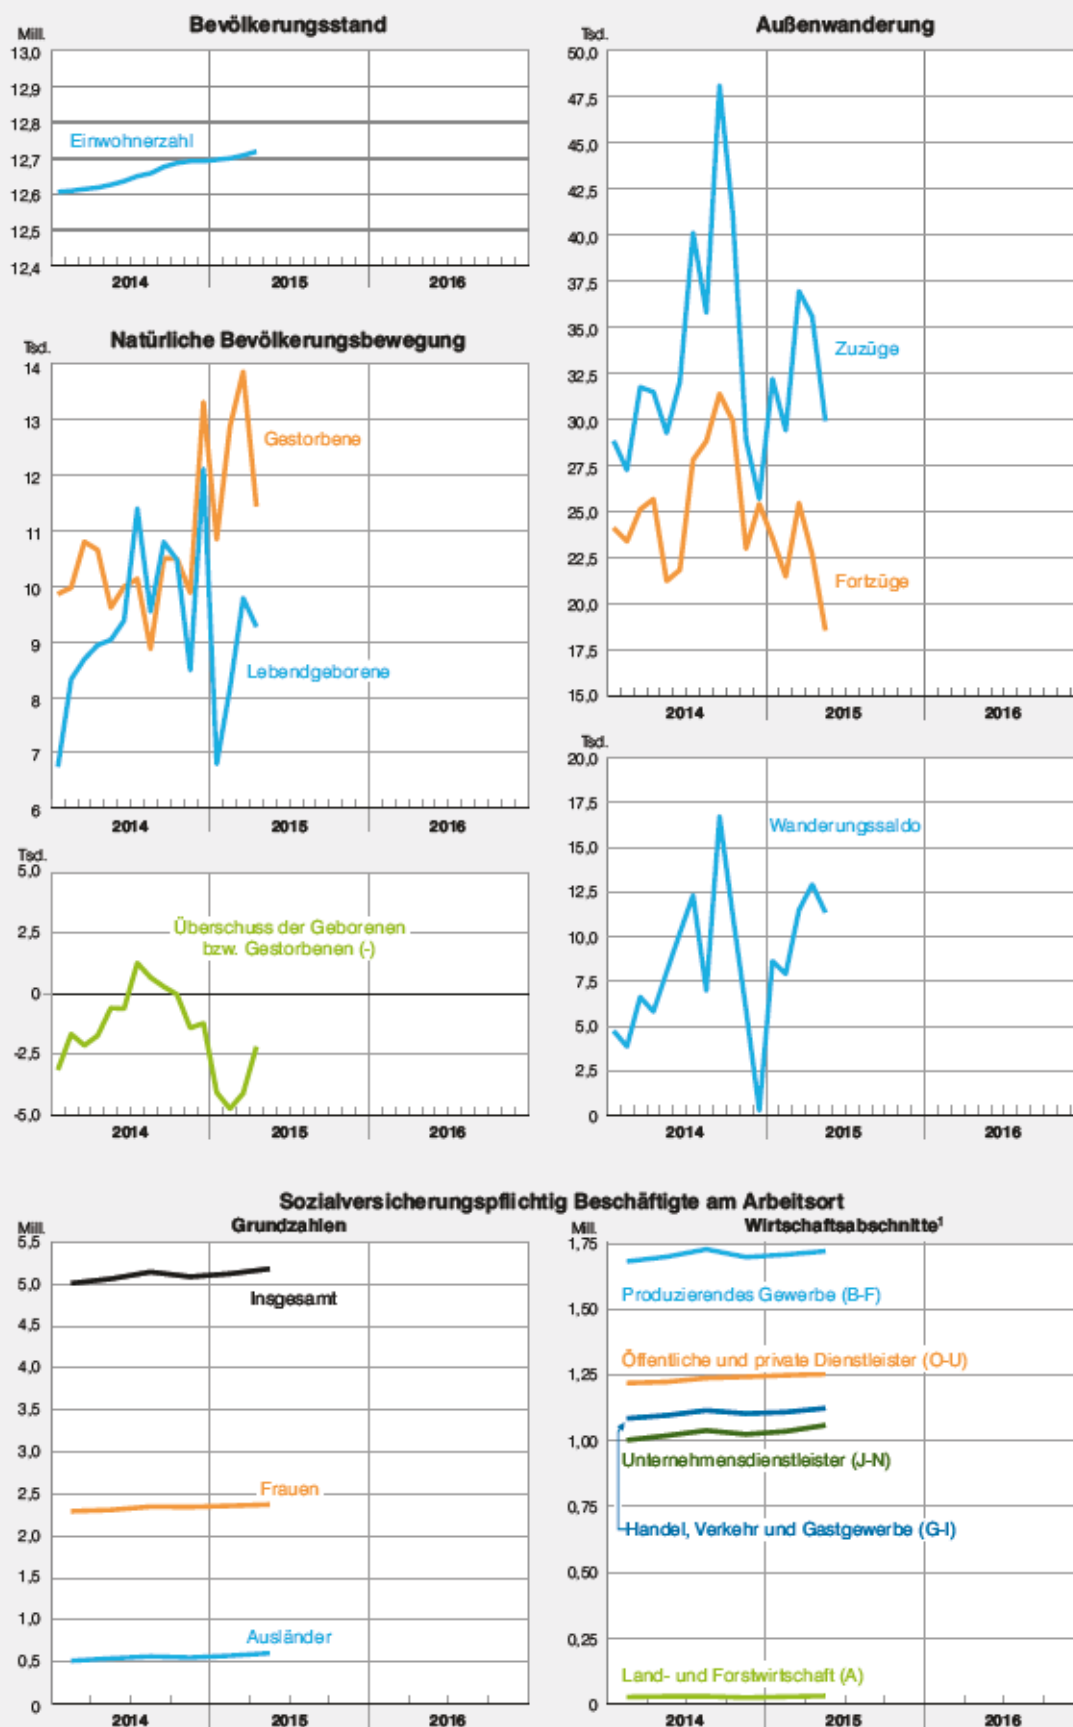 Bevölkerungsstand
Mill.
13,0
12,9
12,8
12,7
12,6
12,5
12,4
Einwohnerzahl
2014 2015 2016
Natürliche Bevölkerungsbewegung
Tsd.
14
13
12
11
10
9
8
7
6
Gestorbene
Lebendgeborene
2014 2015 2016
Tsd.
5,0
2,5
0
-2,5
-5,0
Überschuss der Geborenen
bzw. Gestorbenen (-)
2014 2015 2016
Außenwanderung
Tsd.
50,0
47,5
45,0
42,5
40,0
37,5
35,0
32,5
30,0
27,5
25,0
22,5
20,0
17,5
15,0
Zuzüge
Fortzüge
2014 2015 2016
Tsd.
20,0
17,5
15,0
12,5
10,0
7,5
5,0
2,5
0
Wanderungssaldo
2014 2015 2016
Sozialversicherungspflichtig Beschäftigte am Arbeitsort
Grundzahlen
Mill.
5,5
5,0
4,5
4,0
3,5
3,0
2,5
2,0
1,5
1,0
0,5
0
Insgesamt
Frauen
Ausländer
2014 2015 2016
Wirtschaftsabschnitte¹
Mill.
1,75
1,50
1,25
1,00
0,75
0,50
0,25
0
Produzierendes Gewerbe (B-F)
Öffentliche und private Dienstleister (O-U)
Unternehmensdienstleister (J-N)
Handel, Verkehr und Gastgewerbe (G-I)
Land- und Forstwirtschaft (A)
2014 2015 2016